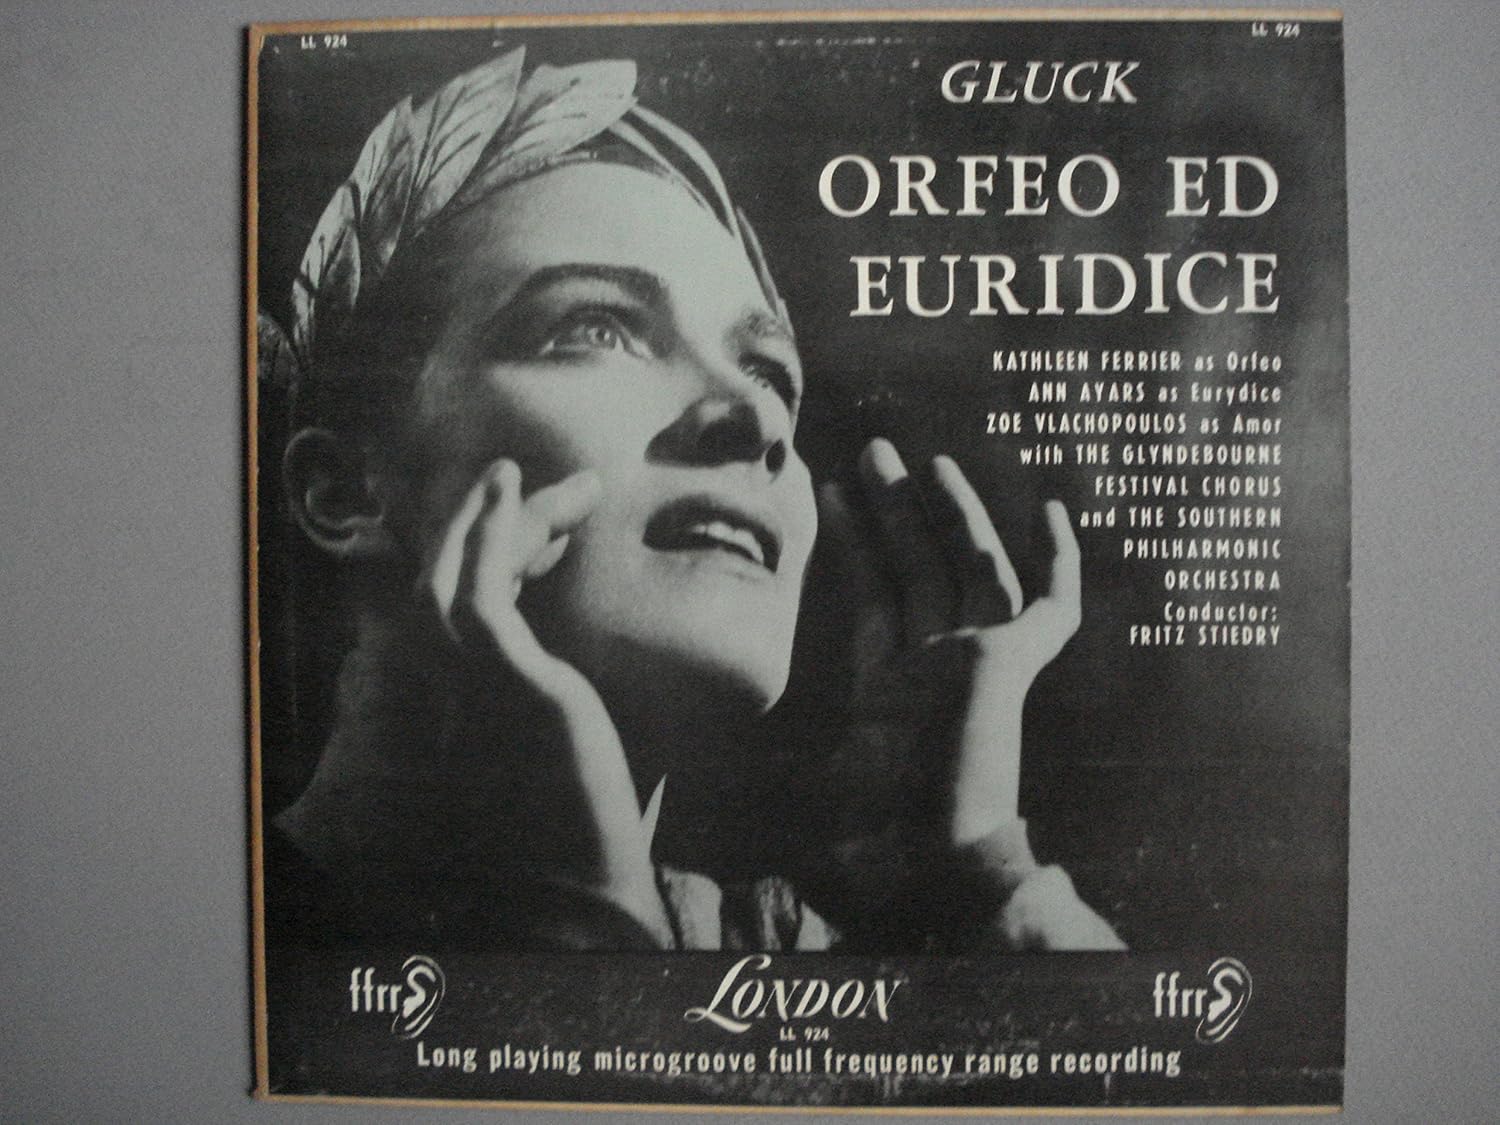 LL 924
LL 924
GLUCK
ORFEO ED
EURIDICE
KATHLEEN FERRIER as Orfeo
ANN AYARS as Eurydice
ZOE VLACHOPOULOS as Amor
with THE GLYNDEBOURNE
FESTIVAL CHORUS
and THE SOUTHERN
PHILHARMONIC
ORCHESTRA
Conductor:
FRITZ STIEDRY
ffrr
LONDON
ffrr
LL 924
Long playing microgroove full frequency range recording